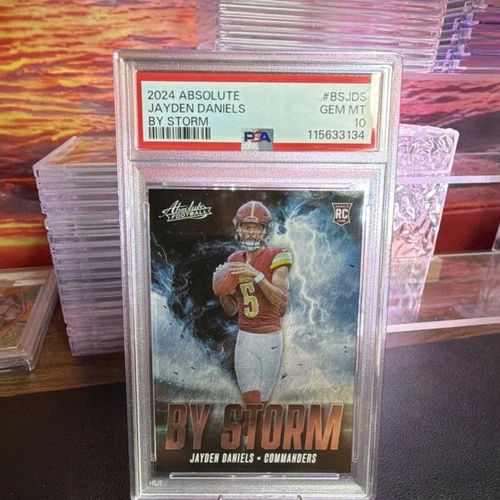 2024 ABSOLUTE #BSJDS
JAYDEN DANIELS GEM MT
BY STORM 10
PSA 115633134
Absolute
FOOTBALL
RC
5
BY STORM
JAYDEN DANIELS • COMMANDERS